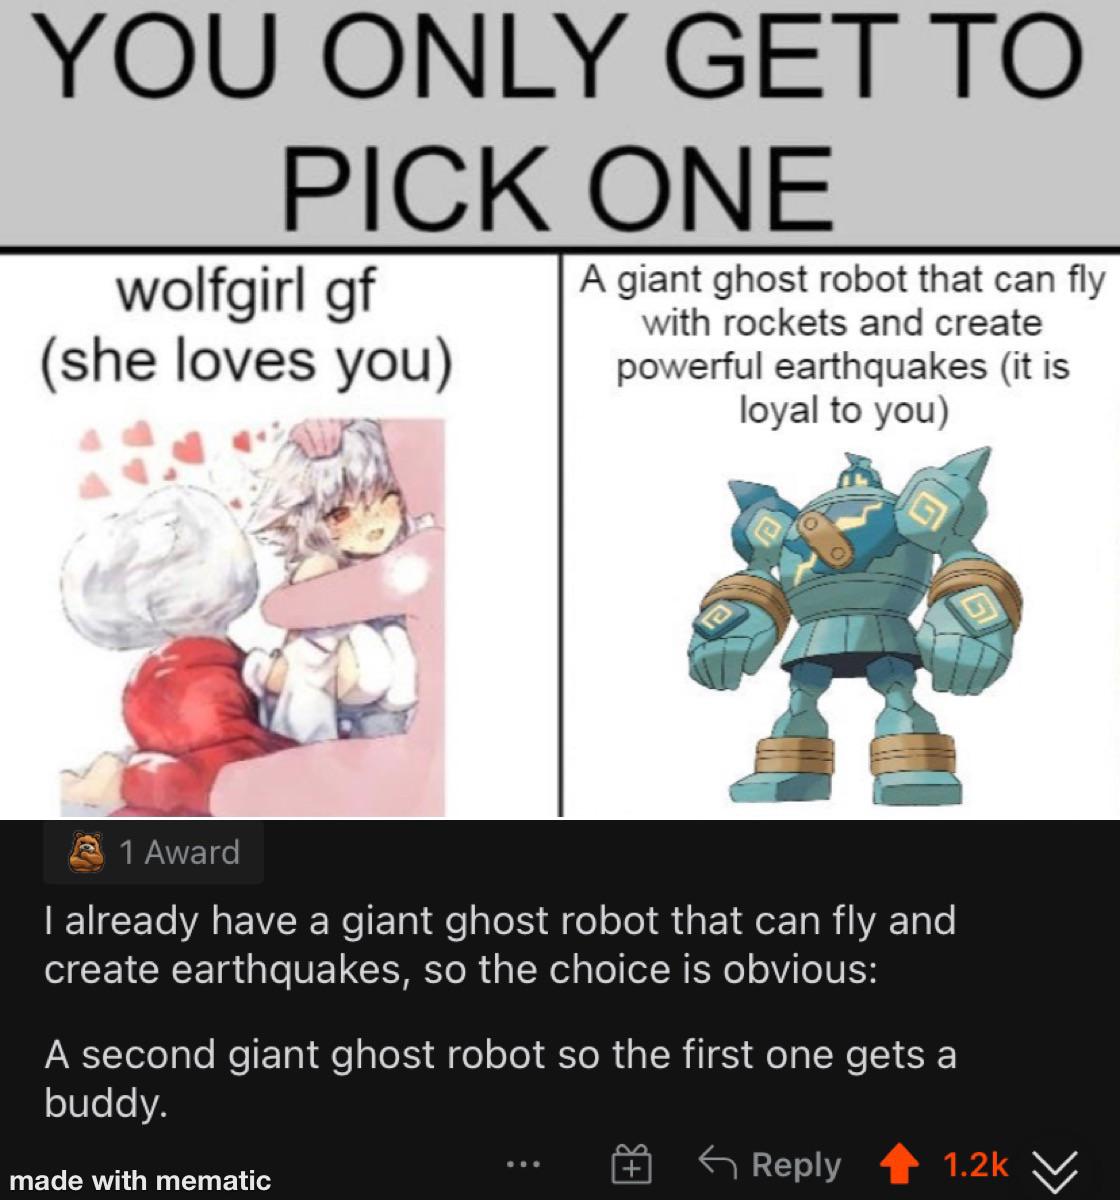 YOU ONLY GET TO
PICK ONE
wolfgirl gf
(she loves you)
A giant ghost robot that can fly
with rockets and create
powerful earthquakes (it is
loyal to you)
1 Award
I already have a giant ghost robot that can fly and
create earthquakes, so the choice is obvious:
A second giant ghost robot so the first one gets a
buddy.
Reply 1.2k
made with mematic